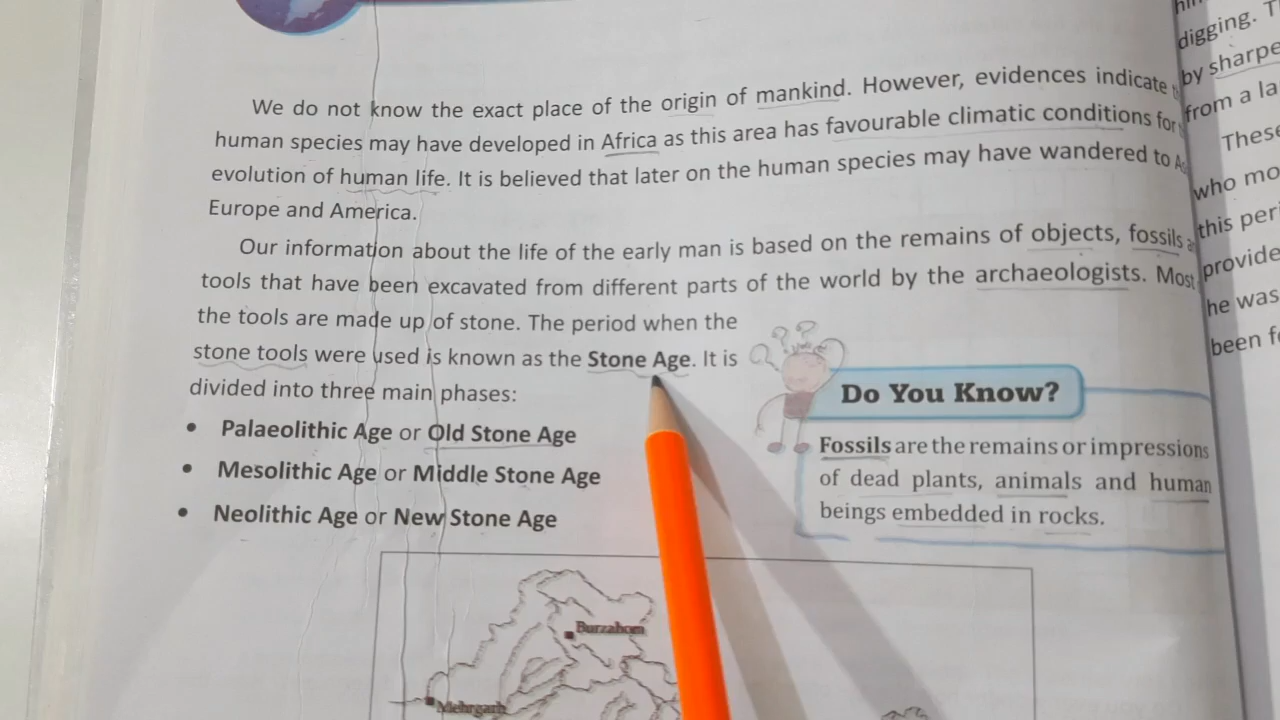 We do not know the exact place of the origin of mankind. However, evidences indicate
human species may have developed in Africa as this area has favourable climatic conditions for
evolution of human life. It is believed that later on the human species may have wandered to
Europe and America.
Our information about the life of the early man is based on the remains of objects, fossils
tools that have been excavated from different parts of the world by the archaeologists. Most
the tools are made up of stone. The period when the
stone tools were used is known as the Stone Age. It is
divided into three main phases:
• Palaeolithic Age or Old Stone Age
• Mesolithic Age or Middle Stone Age
• Neolithic Age or New Stone Age
? ?
Do You Know?
Fossils are the remains or impressions
of dead plants, animals and human
beings embedded in rocks.
Burzahom
Mehrgarh
digging.
by sharpe
from a la
These
who mo
this peri
provide
he was
been f